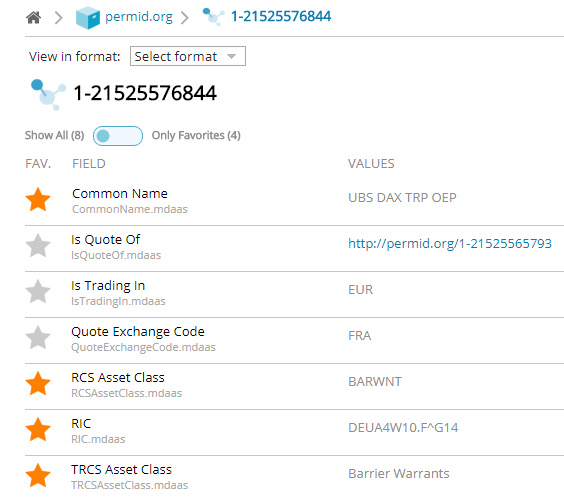 permid.org 1-21525576844
View in format: Select format
1-21525576844
Show All (8) Only Favorites (4)
FAV. FIELD VALUES
Common Name UBS DAX TRP OEP
CommonName.mdaas
Is Quote Of http://permid.org/1-21525565793
IsQuoteOf.mdaas
Is Trading In EUR
IsTradingIn.mdaas
Quote Exchange Code FRA
QuoteExchangeCode.mdaas
RCS Asset Class BARWNT
RCSAssetClass.mdaas
RIC DEUA4W10.F^G14
RIC.mdaas
TRCS Asset Class Barrier Warrants
TRCSAssetClass.mdaas